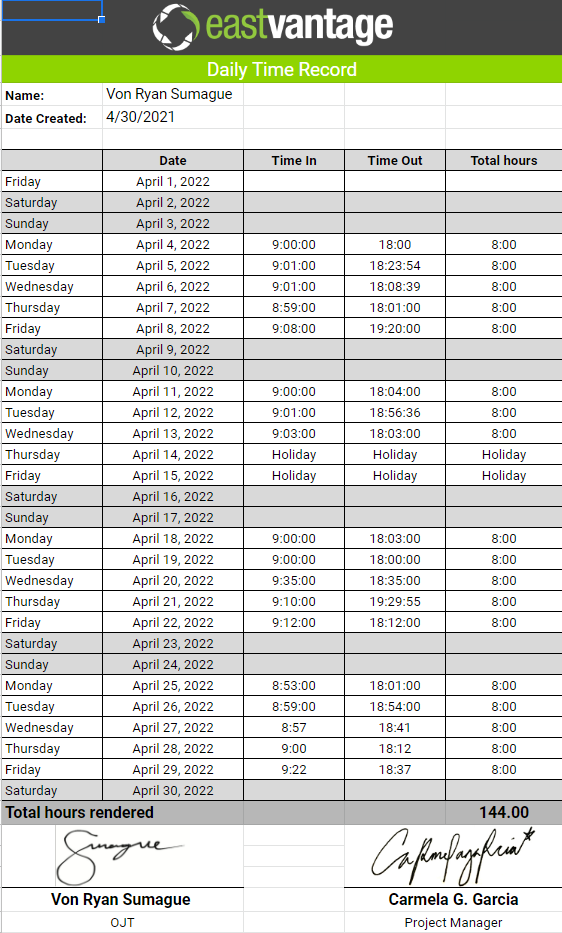 eastvantage
Daily Time Record
Name: Von Ryan Sumague
Date Created: 4/30/2021
Date Time In Time Out Total hours
Friday April 1, 2022
Saturday April 2, 2022
Sunday April 3, 2022
Monday April 4, 2022 9:00:00 18:00 8:00
Tuesday April 5, 2022 9:01:00 18:23:54 8:00
Wednesday April 6, 2022 9:01:00 18:08:39 8:00
Thursday April 7, 2022 8:59:00 18:01:00 8:00
Friday April 8, 2022 9:08:00 19:20:00 8:00
Saturday April 9, 2022
Sunday April 10, 2022
Monday April 11, 2022 9:00:00 18:04:00 8:00
Tuesday April 12, 2022 9:01:00 18:56:36 8:00
Wednesday April 13, 2022 9:03:00 18:03:00 8:00
Thursday April 14, 2022 Holiday Holiday Holiday
Friday April 15, 2022 Holiday Holiday Holiday
Saturday April 16, 2022
Sunday April 17, 2022
Monday April 18, 2022 9:00:00 18:03:00 8:00
Tuesday April 19, 2022 9:00:00 18:00:00 8:00
Wednesday April 20, 2022 9:35:00 18:35:00 8:00
Thursday April 21, 2022 9:10:00 19:29:55 8:00
Friday April 22, 2022 9:12:00 18:12:00 8:00
Saturday April 23, 2022
Sunday April 24, 2022
Monday April 25, 2022 8:53:00 18:01:00 8:00
Tuesday April 26, 2022 8:59:00 18:54:00 8:00
Wednesday April 27, 2022 8:57 18:41 8:00
Thursday April 28, 2022 9:00 18:12 8:00
Friday April 29, 2022 9:22 18:37 8:00
Saturday April 30, 2022
Total hours rendered 144.00
Sumague
Von Ryan Sumague Carmela G. Garcia
OJT Project Manager